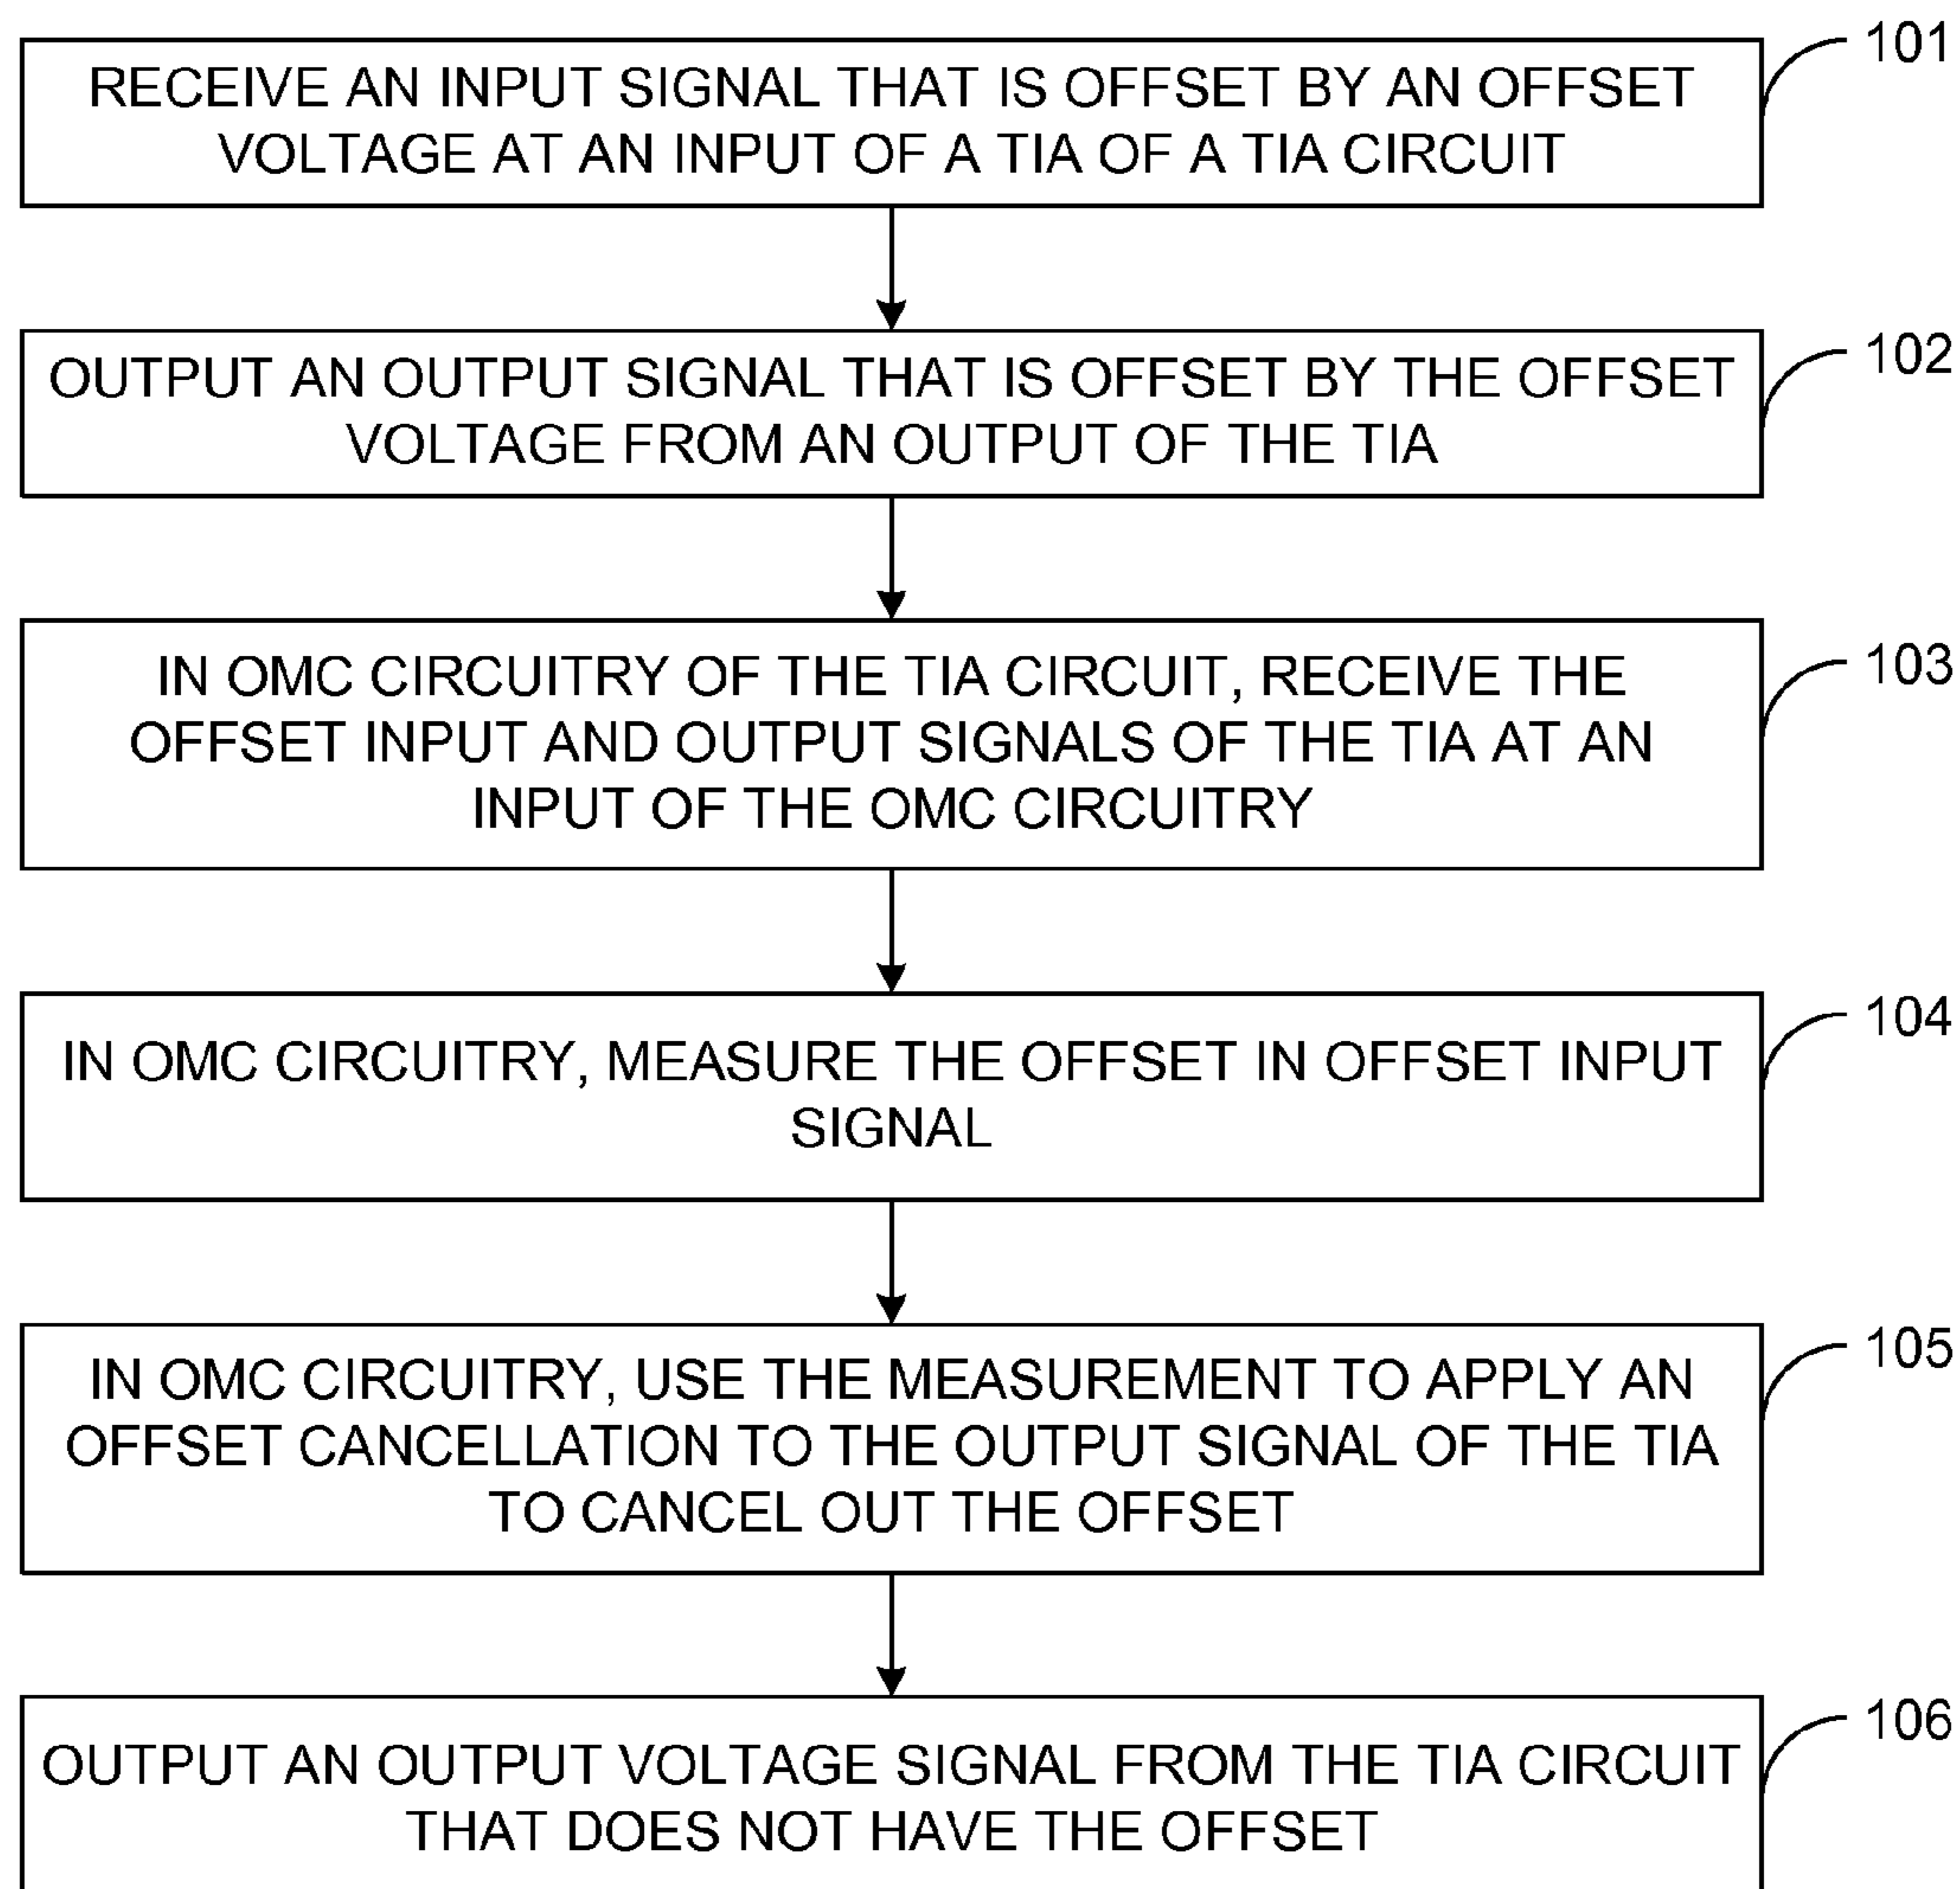 101
RECEIVE AN INPUT SIGNAL THAT IS OFFSET BY AN OFFSET
VOLTAGE AT AN INPUT OF A TIA OF A TIA CIRCUIT
102
OUTPUT AN OUTPUT SIGNAL THAT IS OFFSET BY THE OFFSET
VOLTAGE FROM AN OUTPUT OF THE TIA
103
IN OMC CIRCUITRY OF THE TIA CIRCUIT, RECEIVE THE
OFFSET INPUT AND OUTPUT SIGNALS OF THE TIA AT AN
INPUT OF THE OMC CIRCUITRY
104
IN OMC CIRCUITRY, MEASURE THE OFFSET IN OFFSET INPUT
SIGNAL
105
IN OMC CIRCUITRY, USE THE MEASUREMENT TO APPLY AN
OFFSET CANCELLATION TO THE OUTPUT SIGNAL OF THE TIA
TO CANCEL OUT THE OFFSET
106
OUTPUT AN OUTPUT VOLTAGE SIGNAL FROM THE TIA CIRCUIT
THAT DOES NOT HAVE THE OFFSET